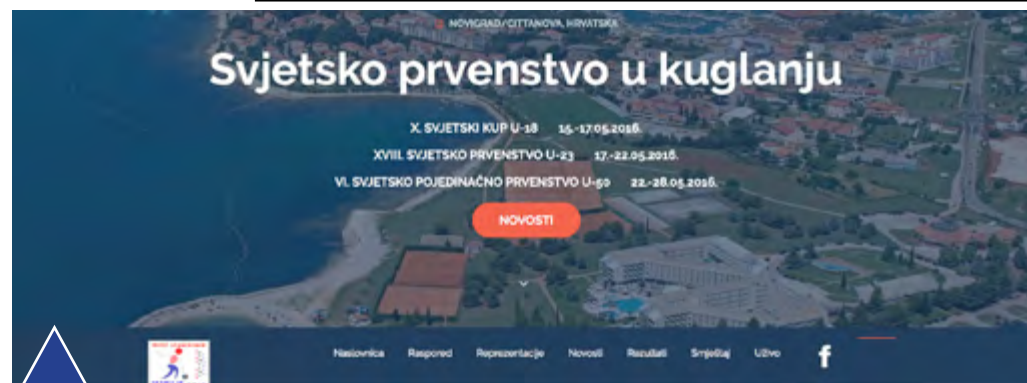 NOVIGRAD/CITTANOVA, HRVATSKA
Svjetsko prvenstvo u kuglanju
X. SVJETSKI KUP U-18 15.-17.05.2016.
XVIII. SVJETSKO PRVENSTVO U-23 17.-22.05.2016.
VI. SVJETSKO POJEDINAČNO PRVENSTVO U-50 22.-28.05.2016.
NOVOSTI
Naslovnica Raspored Reprezentacije Novosti Rezultati Smještaj Uživo f